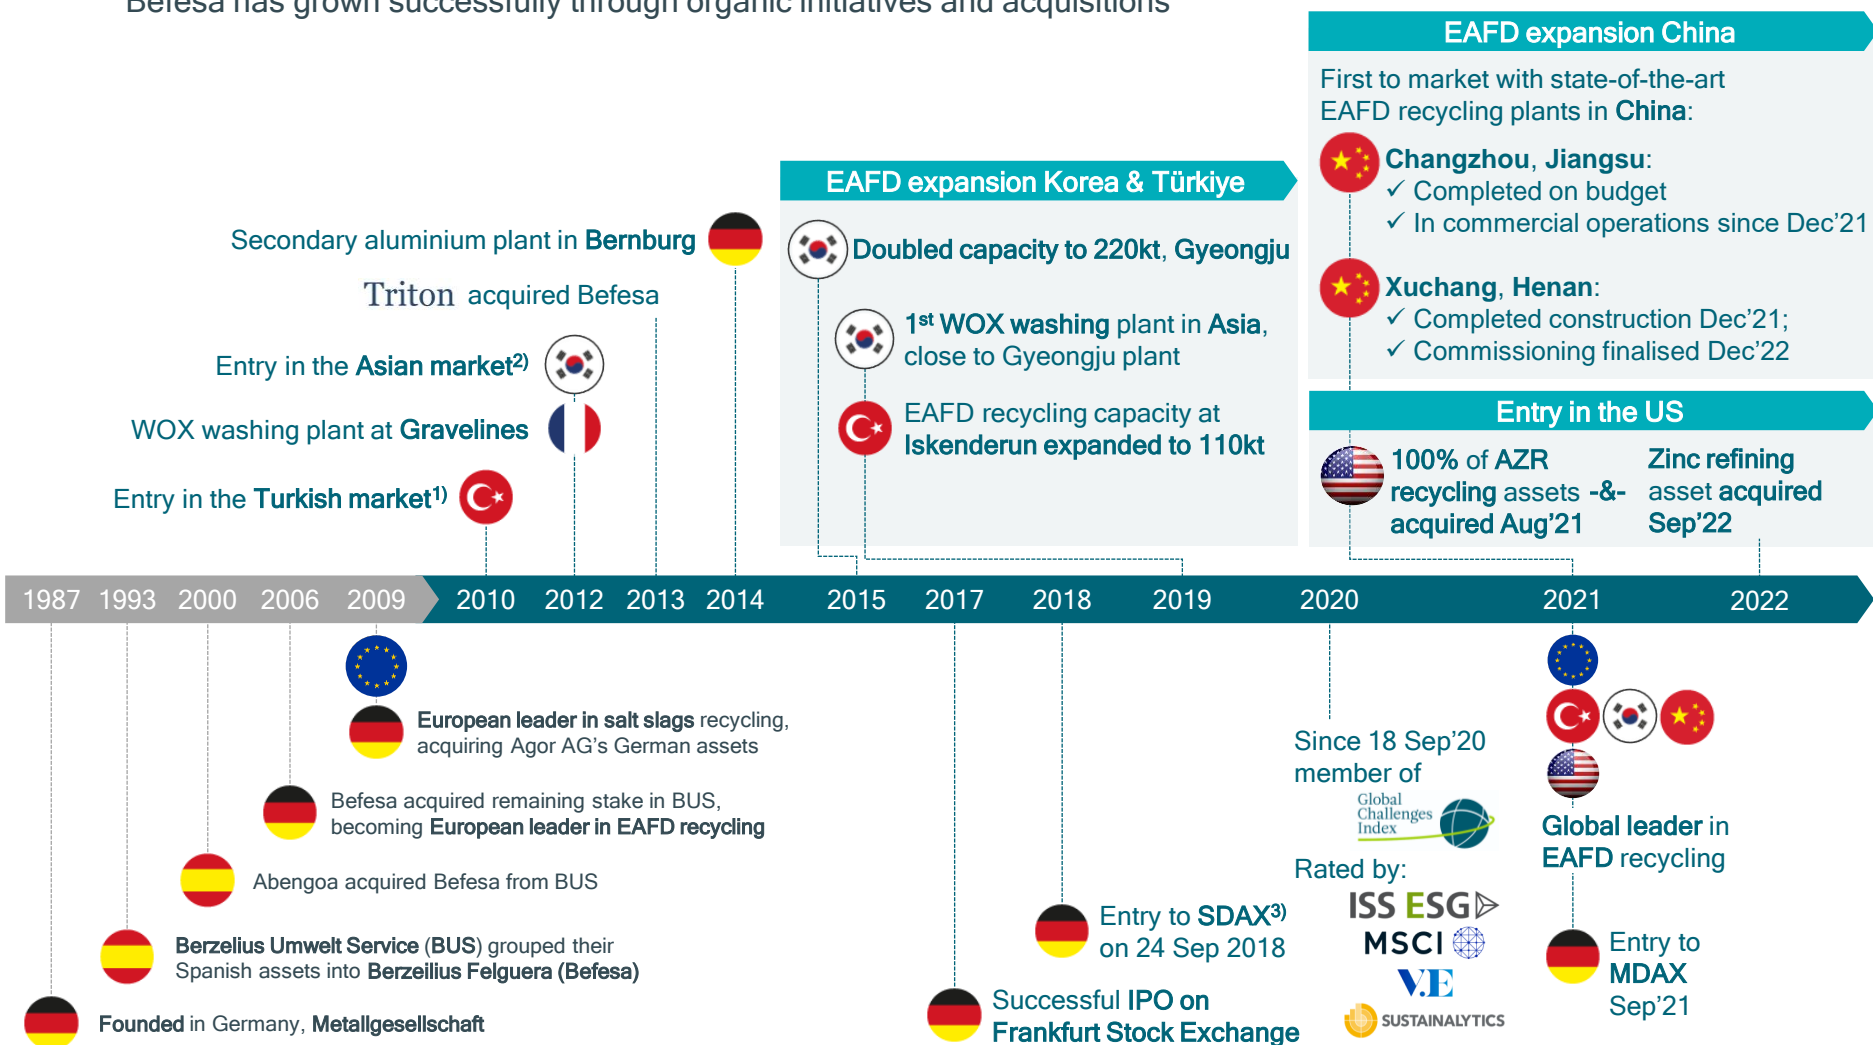 Befesa has grown successfully through organic initiatives and acquisitions
EAFD expansion China
First to market with state-of-the-art
EAFD recycling plants in China:
Changzhou, Jiangsu:
✓ Completed on budget
✓ In commercial operations since Dec'21
Xuchang, Henan:
✓ Completed construction Dec'21;
✓ Commissioning finalised Dec'22
EAFD expansion Korea & Türkiye
Doubled capacity to 220kt, Gyeongju
1st WOX washing plant in Asia,
close to Gyeongju plant
EAFD recycling capacity at
Iskenderun expanded to 110kt
Entry in the US
100% of AZR
recycling assets -&-
acquired Aug'21
Zinc refining
asset acquired
Sep'22
Secondary aluminium plant in Bernburg
Triton acquired Befesa
Entry in the Asian market2)
WOX washing plant at Gravelines
Entry in the Turkish market1)
1987 1993 2000 2006 2009 2010 2012 2013 2014 2015 2017 2018 2019 2020 2021 2022
European leader in salt slags recycling,
acquiring Agor AG's German assets
Befesa acquired remaining stake in BUS,
becoming European leader in EAFD recycling
Abengoa acquired Befesa from BUS
Berzelius Umwelt Service (BUS) grouped their
Spanish assets into Berzeilius Felguera (Befesa)
Founded in Germany, Metallgesellschaft
Successful IPO on
Frankfurt Stock Exchange
Entry to SDAX3)
on 24 Sep 2018
Since 18 Sep'20
member of
Global
Challenges
Index
Rated by:
ISS ESG
MSCI
V.E
SUSTAINALYTICS
Global leader in
EAFD recycling
Entry to
MDAX
Sep'21